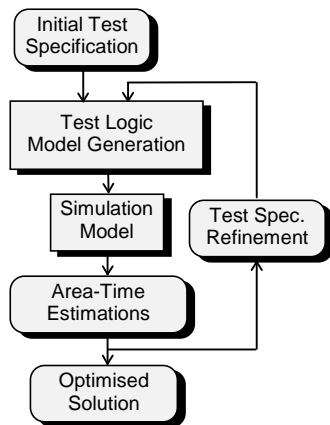 Initial Test
Specification
Test Logic
Model Generation
Simulation
Model
Test Spec.
Refinement
Area-Time
Estimations
Optimised
Solution